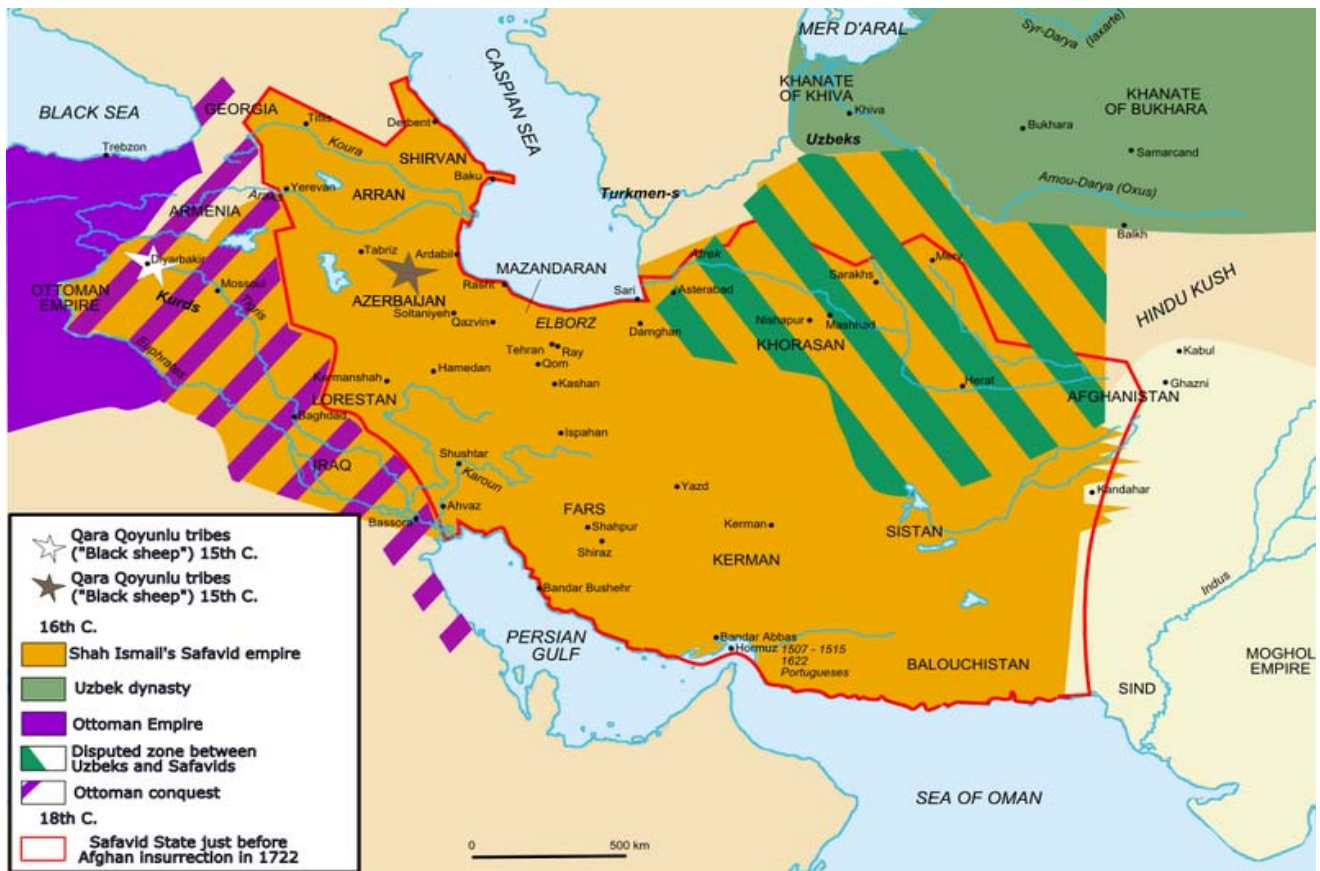 MER D'ARAL
Syr-Darya (Iaxarte)
CASPIAN SEA
KHANATE
OF KHIVA
KHANATE
OF BUKHARA
BLACK SEA
GEORGIA
Tiflis
Derbent
Khiva
Bukhara
Trebzon
Koura
SHIRVAN
Uzbeks
Samarcand
Baku
Yerevan
Araks
ARRAN
Turkmen-s
Amou-Darya (Oxus)
ARMENIA
Balkh
Diyarbakir
Tabriz
Ardabil
MAZANDARAN
Atrek
Merv
Sarakhs
HINDU KUSH
OTTOMAN
EMPIRE
Kurds
Mossoul
Tigris
AZERBAIJAN
Rasht
Sari
Asterabad
Soltaniyeh
Qazvin
ELBORZ
Damghan
Nishapur
Mashhad
KHORASAN
Euphrates
Tehran
Ray
Qom
Kabul
Kermanshah
Hamedan
Kashan
Herat
Ghazni
LORESTAN
AFGHANISTAN
Baghdad
Ispahan
IRAQ
Shushtar
Karoun
Yazd
Kandahar
Bassora
Ahvaz
FARS
Shahpur
Shiraz
Kerman
SISTAN
KERMAN
Bandar Bushehr
Indus
PERSIAN
GULF
Bandar Abbas
Hormuz
1507 - 1515
1622
Portugueses
BALOUCHISTAN
SIND
MOGHOL
EMPIRE
SEA OF OMAN
Qara Qoyunlu tribes
("Black sheep") 15th C.
Qara Qoyunlu tribes
("Black sheep") 15th C.
16th C.
Shah Ismail's Safavid empire
Uzbek dynasty
Ottoman Empire
Disputed zone between
Uzbeks and Safavids
Ottoman conquest
18th C.
Safavid State just before
Afghan insurrection in 1722
0 500 km